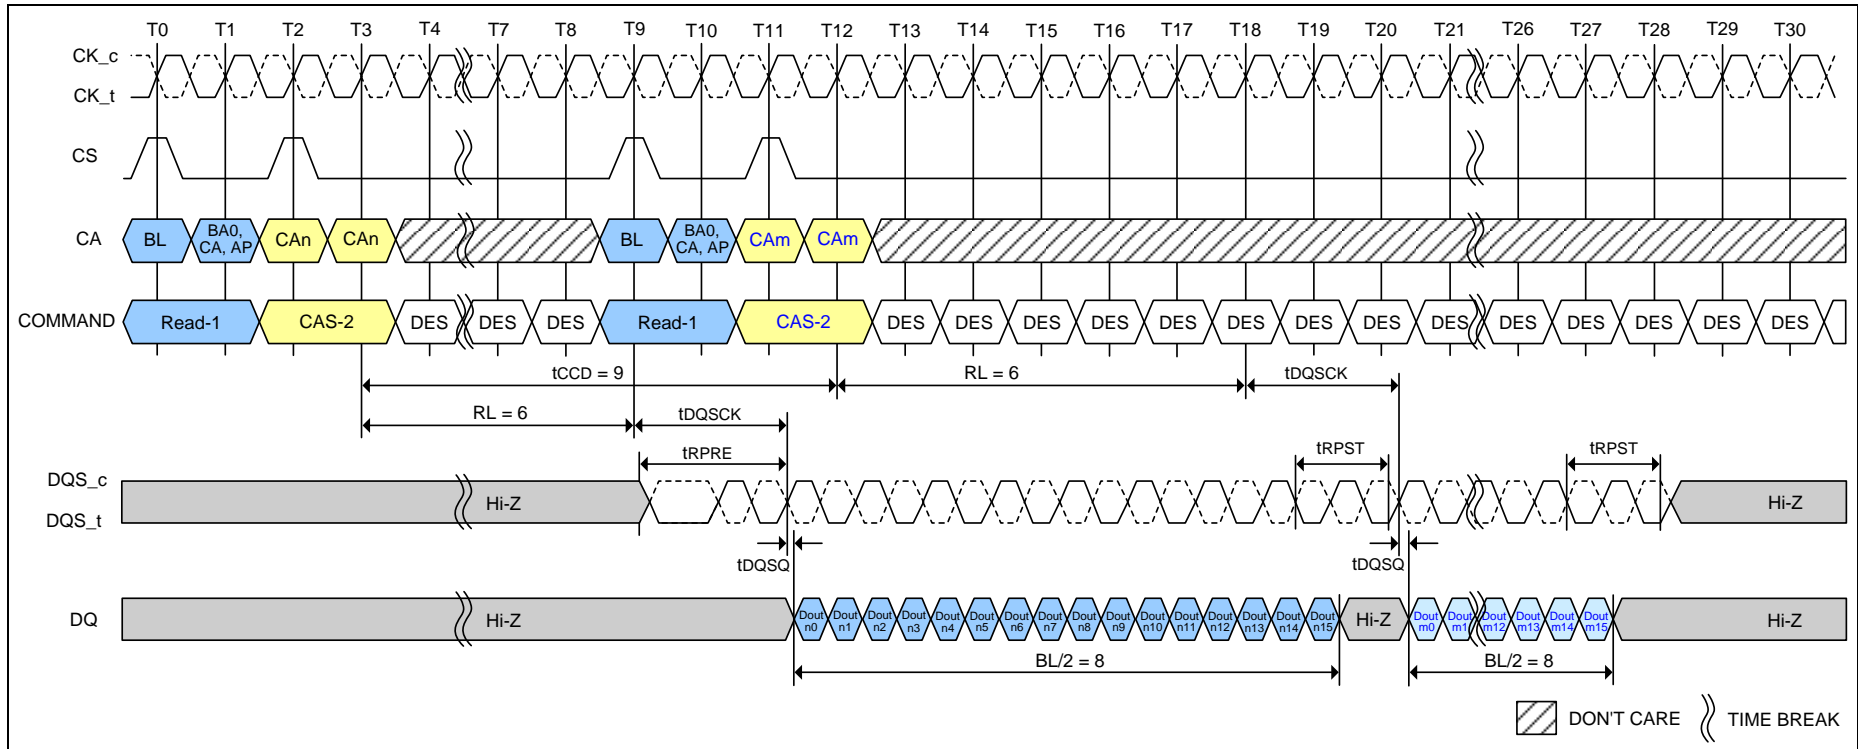 T0 T1 T2 T3 T4 T7 T8 T9 T10 T11 T12 T13 T14 T15 T16 T17 T18 T19 T20 T21 T26 T27 T28 T29 T30
CK_c
CK_t
CS
CA BL BA0, CA, AP CAn CAn BL BA0, CA, AP CAm CAm
COMMAND Read-1 CAS-2 DES DES DES Read-1 CAS-2 DES DES DES DES DES DES DES DES DES DES DES DES DES DES
tCCD = 9 RL = 6 tDQSCK
RL = 6 tDQSCK
tRPRE tRPST tRPST
DQS_c
Hi-Z Hi-Z
DQS_t
tDQSQ tDQSQ
DQ Hi-Z Dout n0 Dout n1 Dout n2 Dout n3 Dout n4 Dout n5 Dout n6 Dout n7 Dout n8 Dout n9 Dout n10 Dout n11 Dout n12 Dout n13 Dout n14 Dout n15 Hi-Z Dout m0 Dout m1 Dout m12 Dout m13 Dout m14 Dout m15 Hi-Z
BL/2 = 8 BL/2 = 8
DON'T CARE TIME BREAK